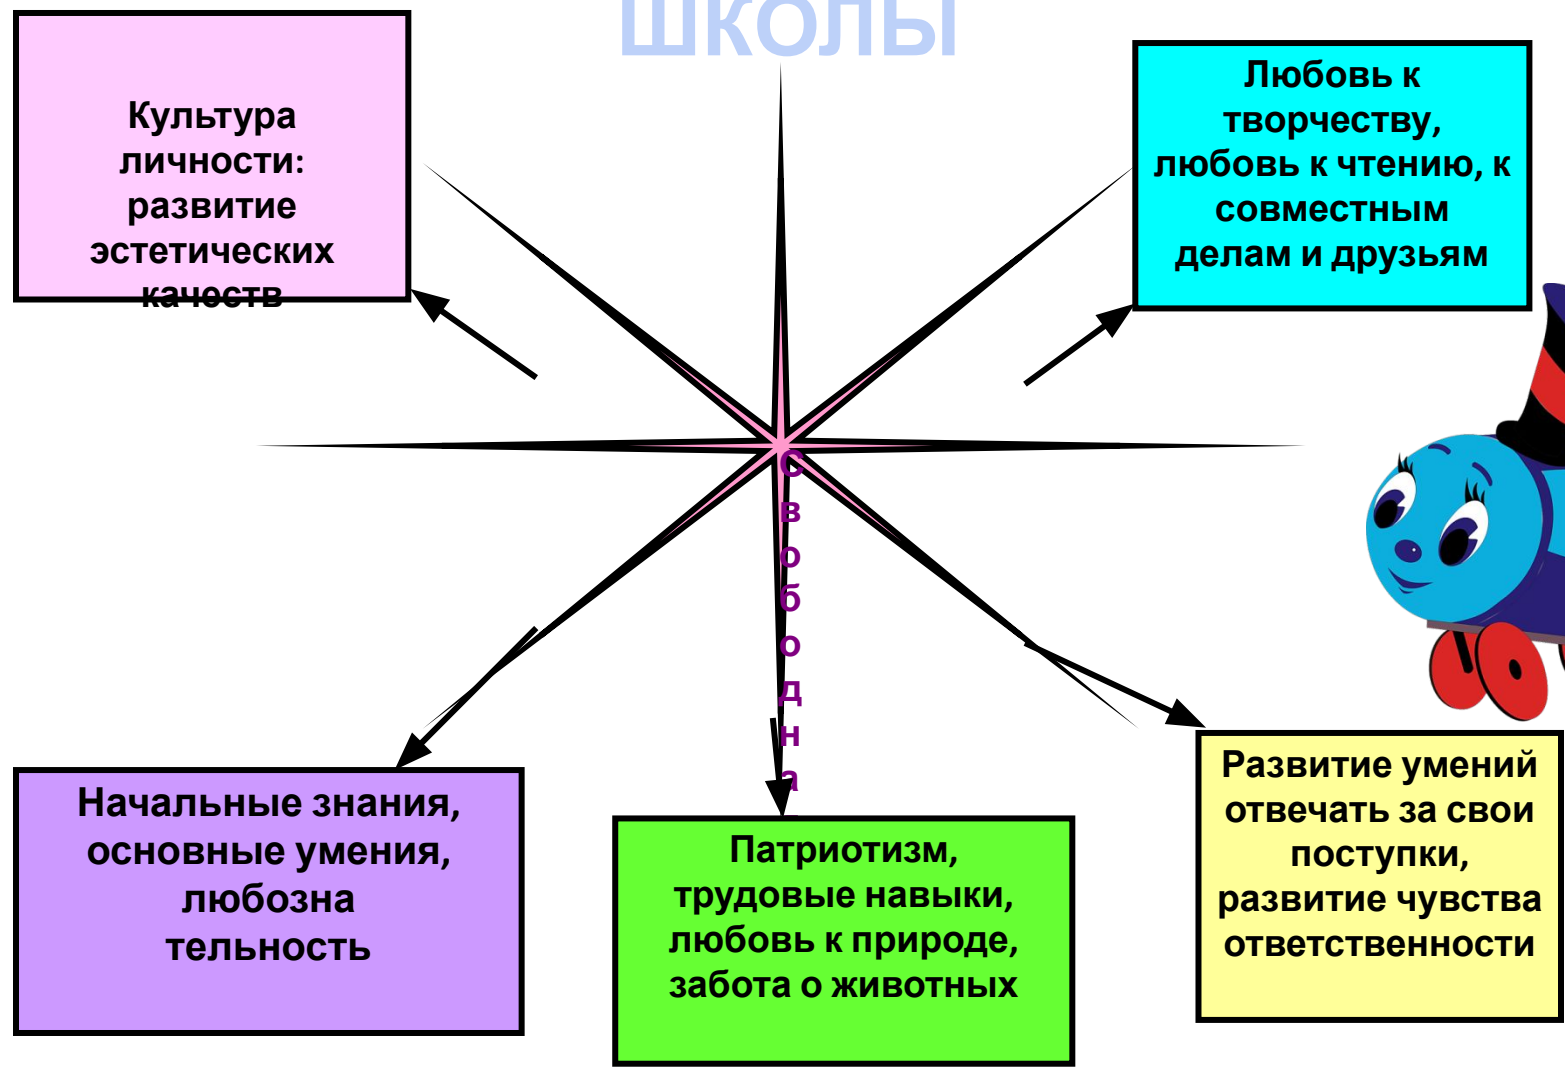 ШКОЛЫ
Культура
личности:
развитие
эстетических
качеств
Любовь к
творчеству,
любовь к чтению, к
совместным
делам и друзьям
С
в
о
б
о
д
н
а
Начальные знания,
основные умения,
любозна
тельность
Патриотизм,
трудовые навыки,
любовь к природе,
забота о животных
Развитие умений
отвечать за свои
поступки,
развитие чувства
ответственности